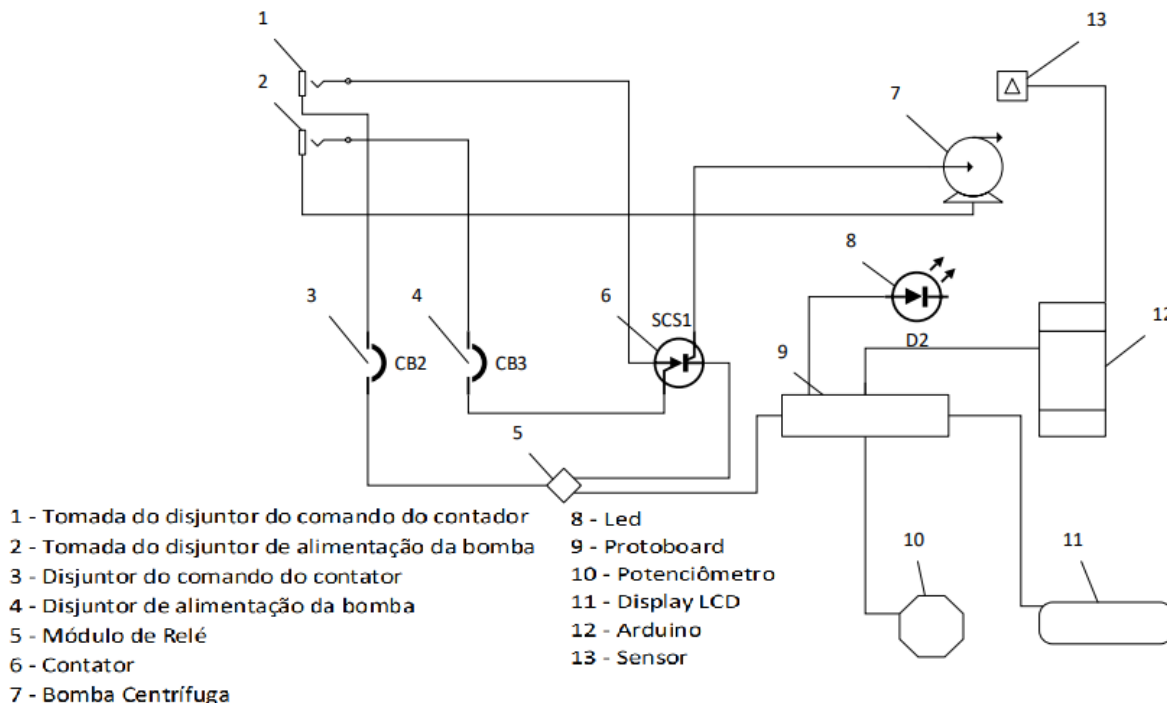 1
13
2
7
8
3
4
6
SCS1
12
D2
CB2
CB3
9
5
1 - Tomada do disjuntor do comando do contador
2 - Tomada do disjuntor de alimentação da bomba
3 - Disjuntor do comando do contator
4 - Disjuntor de alimentação da bomba
5 - Módulo de Relé
6 - Contator
7 - Bomba Centrífuga
8 - Led
9 - Protoboard
10 - Potenciômetro
11 - Display LCD
12 - Arduino
13 - Sensor
10
11